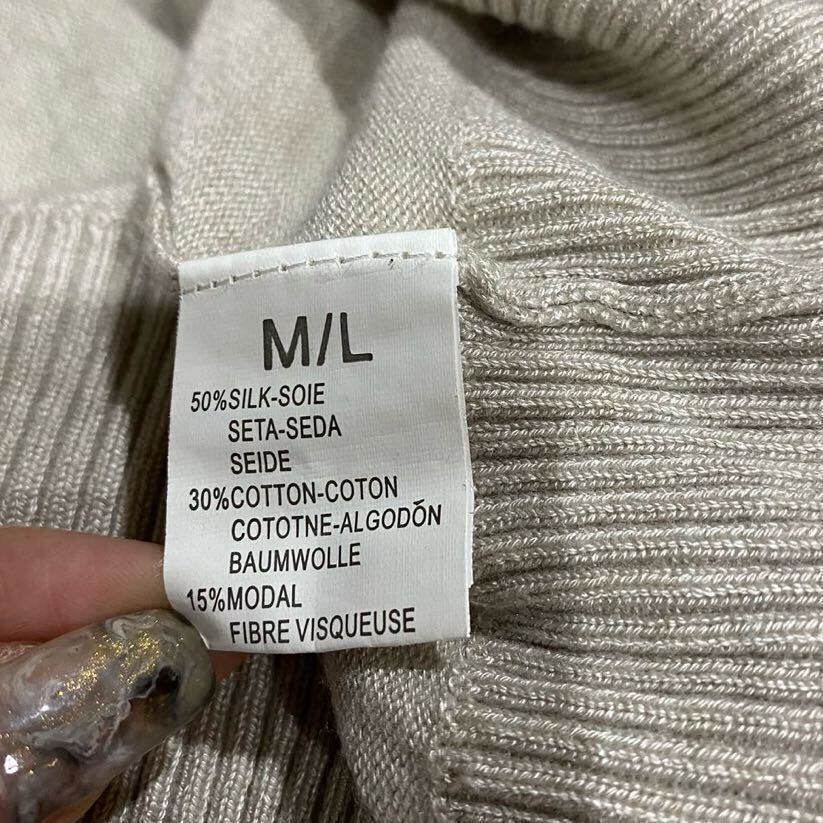 M/L
50%SILK-SOIE
SETA-SEDA
SEIDE
30%COTTON-COTON
COTOTNE-ALGODŎN
BAUMWOLLE
15%MODAL
FIBRE VISQUEUSE